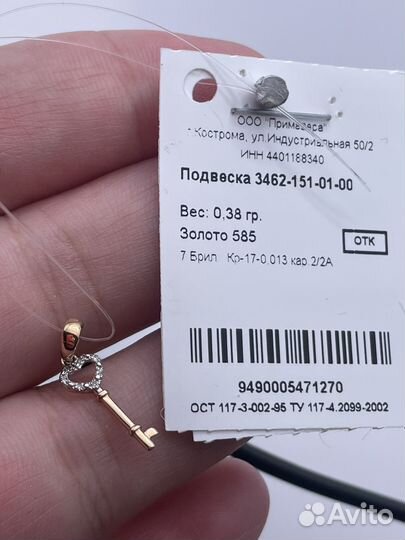 ООО "Примавера"
г.Кострома, ул.Индустриальная 50/2
ИНН 4401188340
Подвеска 3462-151-01-00
Вес: 0,38 гр.
Золото 585
ОТК
7 Брил. Кр-17-0,013 кар.2/2А
9490005471270
ОСТ 117-3-002-95 ТУ 117-4.2099-2002
Avito